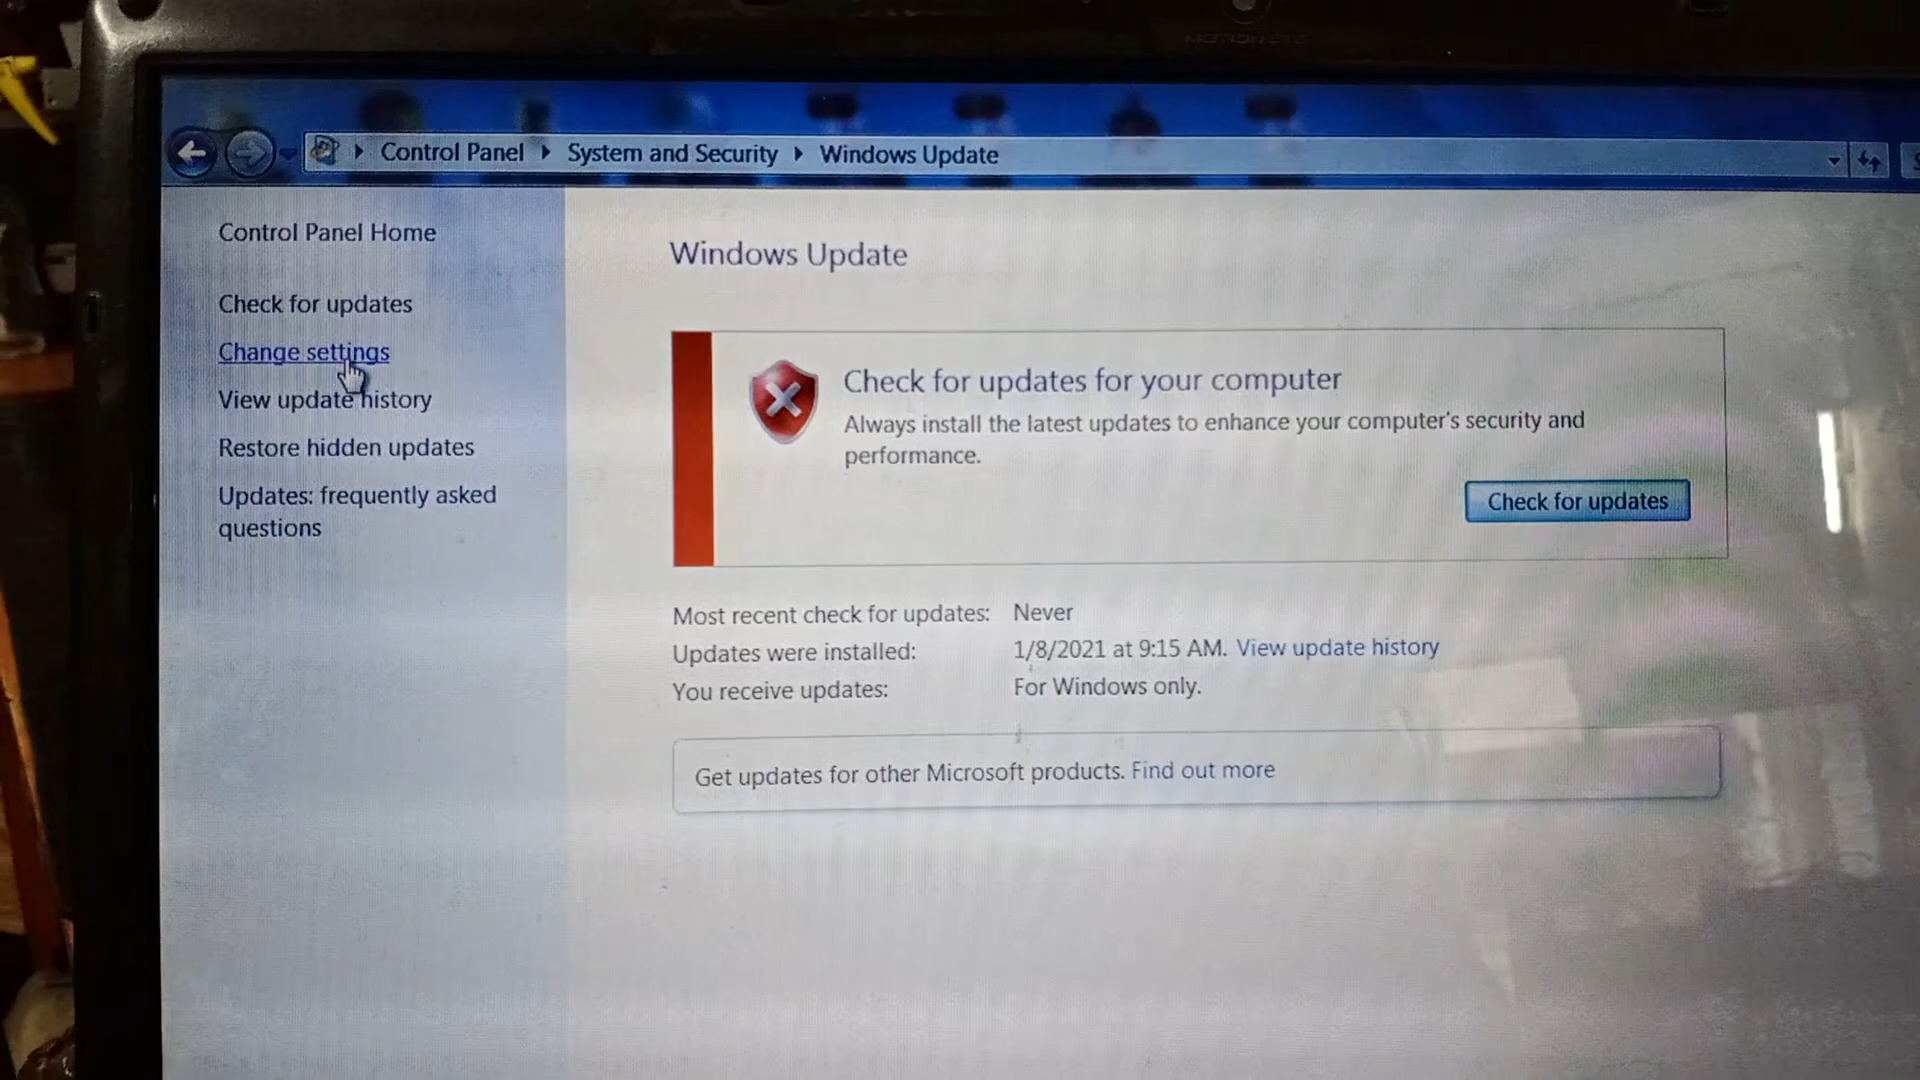 Control Panel
System and Security
Windows Update
Control Panel Home
Check for updates
Change settings
View update history
Restore hidden updates
Updates: frequently asked
questions
Windows Update
Check for updates for your computer
Always install the latest updates to enhance your computer's security and
performance.
Check for updates
Most recent check for updates: Never
Updates were installed: 1/8/2021 at 9:15 AM. View update history
You receive updates: For Windows only.
Get updates for other Microsoft products. Find out more